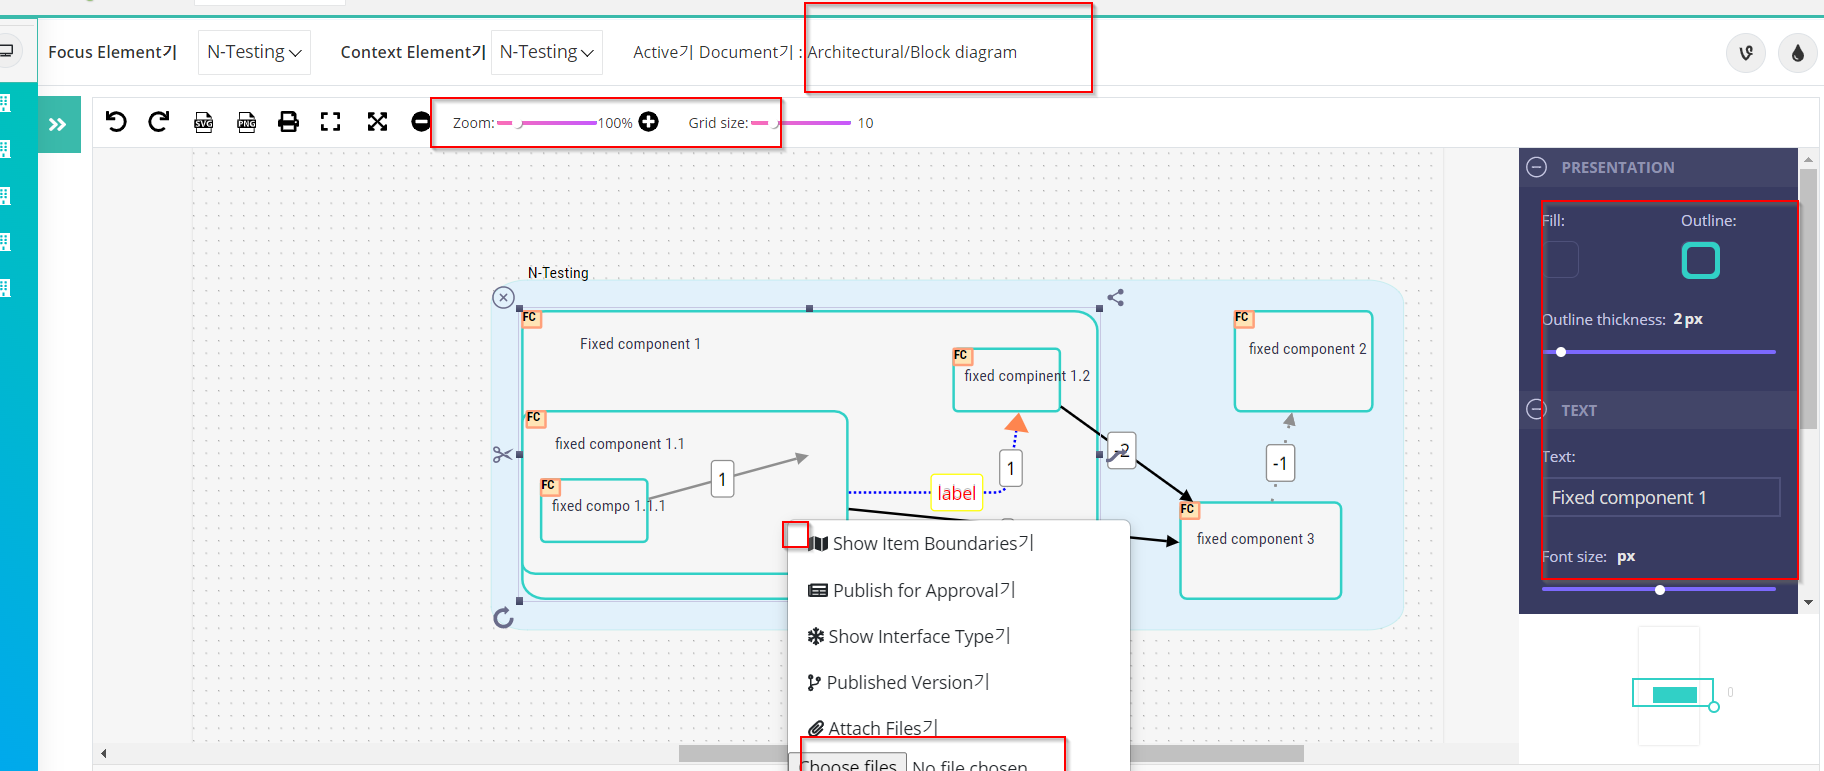 Focus Element기 N-Testing Context Element기 N-Testing Active기 Document기 : Architectural/Block diagram
SVG PNG Zoom: 100% Grid size: 10
PRESENTATION
Fill: Outline:
Outline thickness: 2 px
TEXT
Text:
Fixed component 1
Font size: px
N-Testing
FC
Fixed component 1
FC
fixed compinent 1.2
FC
fixed component 2
FC
fixed component 1.1
FC
fixed compo 1.1.1
1
label
1
-2
-1
FC
fixed component 3
Show Item Boundaries기
Publish for Approval기
Show Interface Type기
Published Version기
Attach Files기
Choose files No file chosen
0